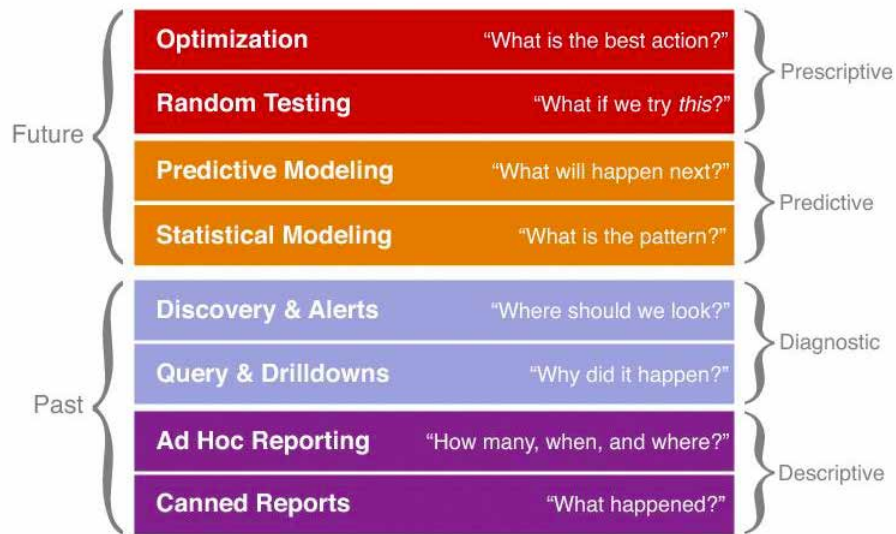 Optimization “What is the best action?”
Random Testing “What if we try this?”
Prescriptive
Future
Predictive Modeling “What will happen next?”
Statistical Modeling “What is the pattern?”
Predictive
Discovery & Alerts “Where should we look?”
Query & Drilldowns “Why did it happen?”
Diagnostic
Past
Ad Hoc Reporting “How many, when, and where?”
Canned Reports “What happened?”
Descriptive